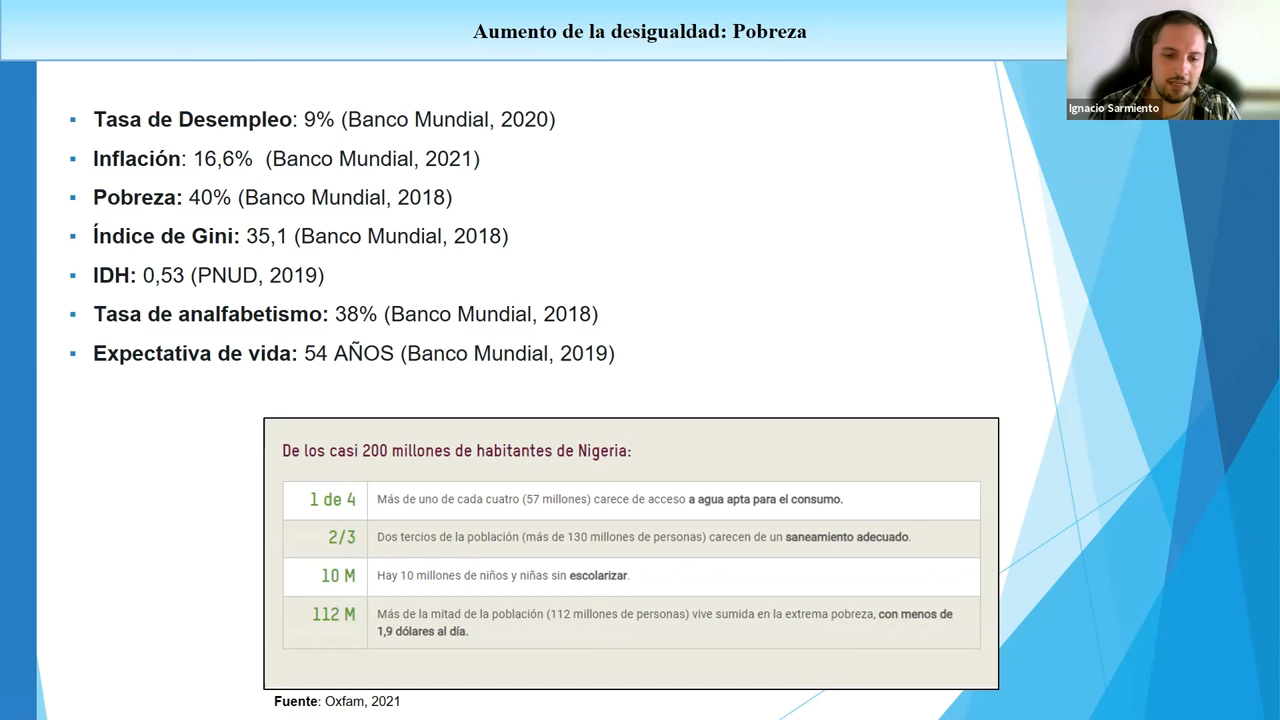 Aumento de la desigualdad: Pobreza
Ignacio Sarmiento
▪ Tasa de Desempleo: 9% (Banco Mundial, 2020)
▪ Inflación: 16,6% (Banco Mundial, 2021)
▪ Pobreza: 40% (Banco Mundial, 2018)
▪ Índice de Gini: 35,1 (Banco Mundial, 2018)
▪ IDH: 0,53 (PNUD, 2019)
▪ Tasa de analfabetismo: 38% (Banco Mundial, 2018)
▪ Expectativa de vida: 54 AÑOS (Banco Mundial, 2019)
De los casi 200 millones de habitantes de Nigeria:
1 de 4 Más de uno de cada cuatro (57 millones) carece de acceso a agua apta para el consumo.
2/3 Dos tercios de la población (más de 130 millones de personas) carecen de un saneamiento adecuado.
10 M Hay 10 millones de niños y niñas sin escolarizar.
112 M Más de la mitad de la población (112 millones de personas) vive sumida en la extrema pobreza, con menos de
1,9 dólares al día.
Fuente: Oxfam, 2021